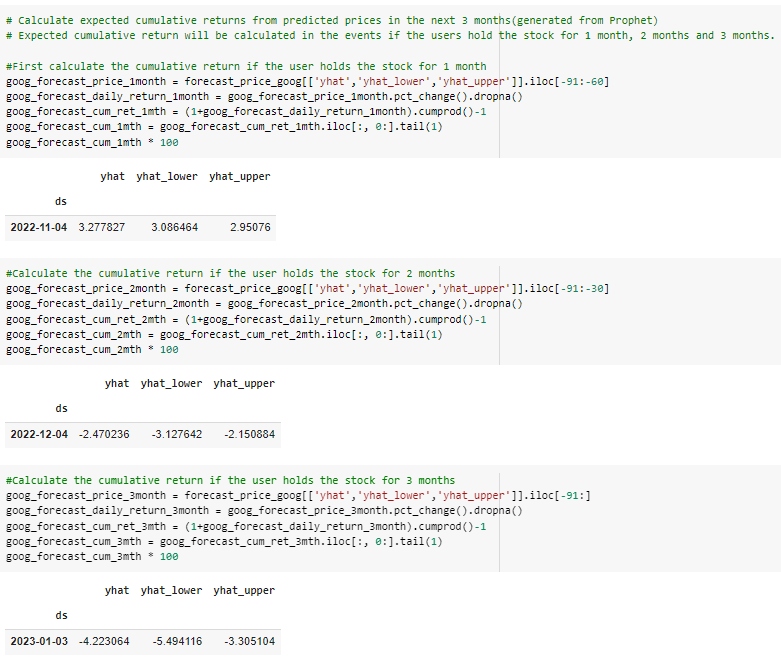 # Calculate expected cumulative returns from predicted prices in the next 3 months(generated from Prophet)
# Expected cumulative return will be calculated in the events if the users hold the stock for 1 month, 2 months and 3 months.
#First calculate the cumulative return if the user holds the stock for 1 month
goog_forecast_price_1month = forecast_price_goog[['yhat','yhat_lower','yhat_upper']].iloc[-91:-60]
goog_forecast_daily_return_1month = goog_forecast_price_1month.pct_change().dropna()
goog_forecast_cum_ret_1mth = (1+goog_forecast_daily_return_1month).cumprod()-1
goog_forecast_cum_1mth = goog_forecast_cum_ret_1mth.iloc[:, 0:].tail(1)
goog_forecast_cum_1mth * 100
yhat yhat_lower yhat_upper
ds
2022-11-04 3.277827 3.086464 2.95076
#Calculate the cumulative return if the user holds the stock for 2 months
goog_forecast_price_2month = forecast_price_goog[['yhat','yhat_lower','yhat_upper']].iloc[-91:-30]
goog_forecast_daily_return_2month = goog_forecast_price_2month.pct_change().dropna()
goog_forecast_cum_ret_2mth = (1+goog_forecast_daily_return_2month).cumprod()-1
goog_forecast_cum_2mth = goog_forecast_cum_ret_2mth.iloc[:, 0:].tail(1)
goog_forecast_cum_2mth * 100
yhat yhat_lower yhat_upper
ds
2022-12-04 -2.470236 -3.127642 -2.150884
#Calculate the cumulative return if the user holds the stock for 3 months
goog_forecast_price_3month = forecast_price_goog[['yhat','yhat_lower','yhat_upper']].iloc[-91:]
goog_forecast_daily_return_3month = goog_forecast_price_3month.pct_change().dropna()
goog_forecast_cum_ret_3mth = (1+goog_forecast_daily_return_3month).cumprod()-1
goog_forecast_cum_3mth = goog_forecast_cum_ret_3mth.iloc[:, 0:].tail(1)
goog_forecast_cum_3mth * 100
yhat yhat_lower yhat_upper
ds
2023-01-03 -4.223064 -5.494116 -3.305104